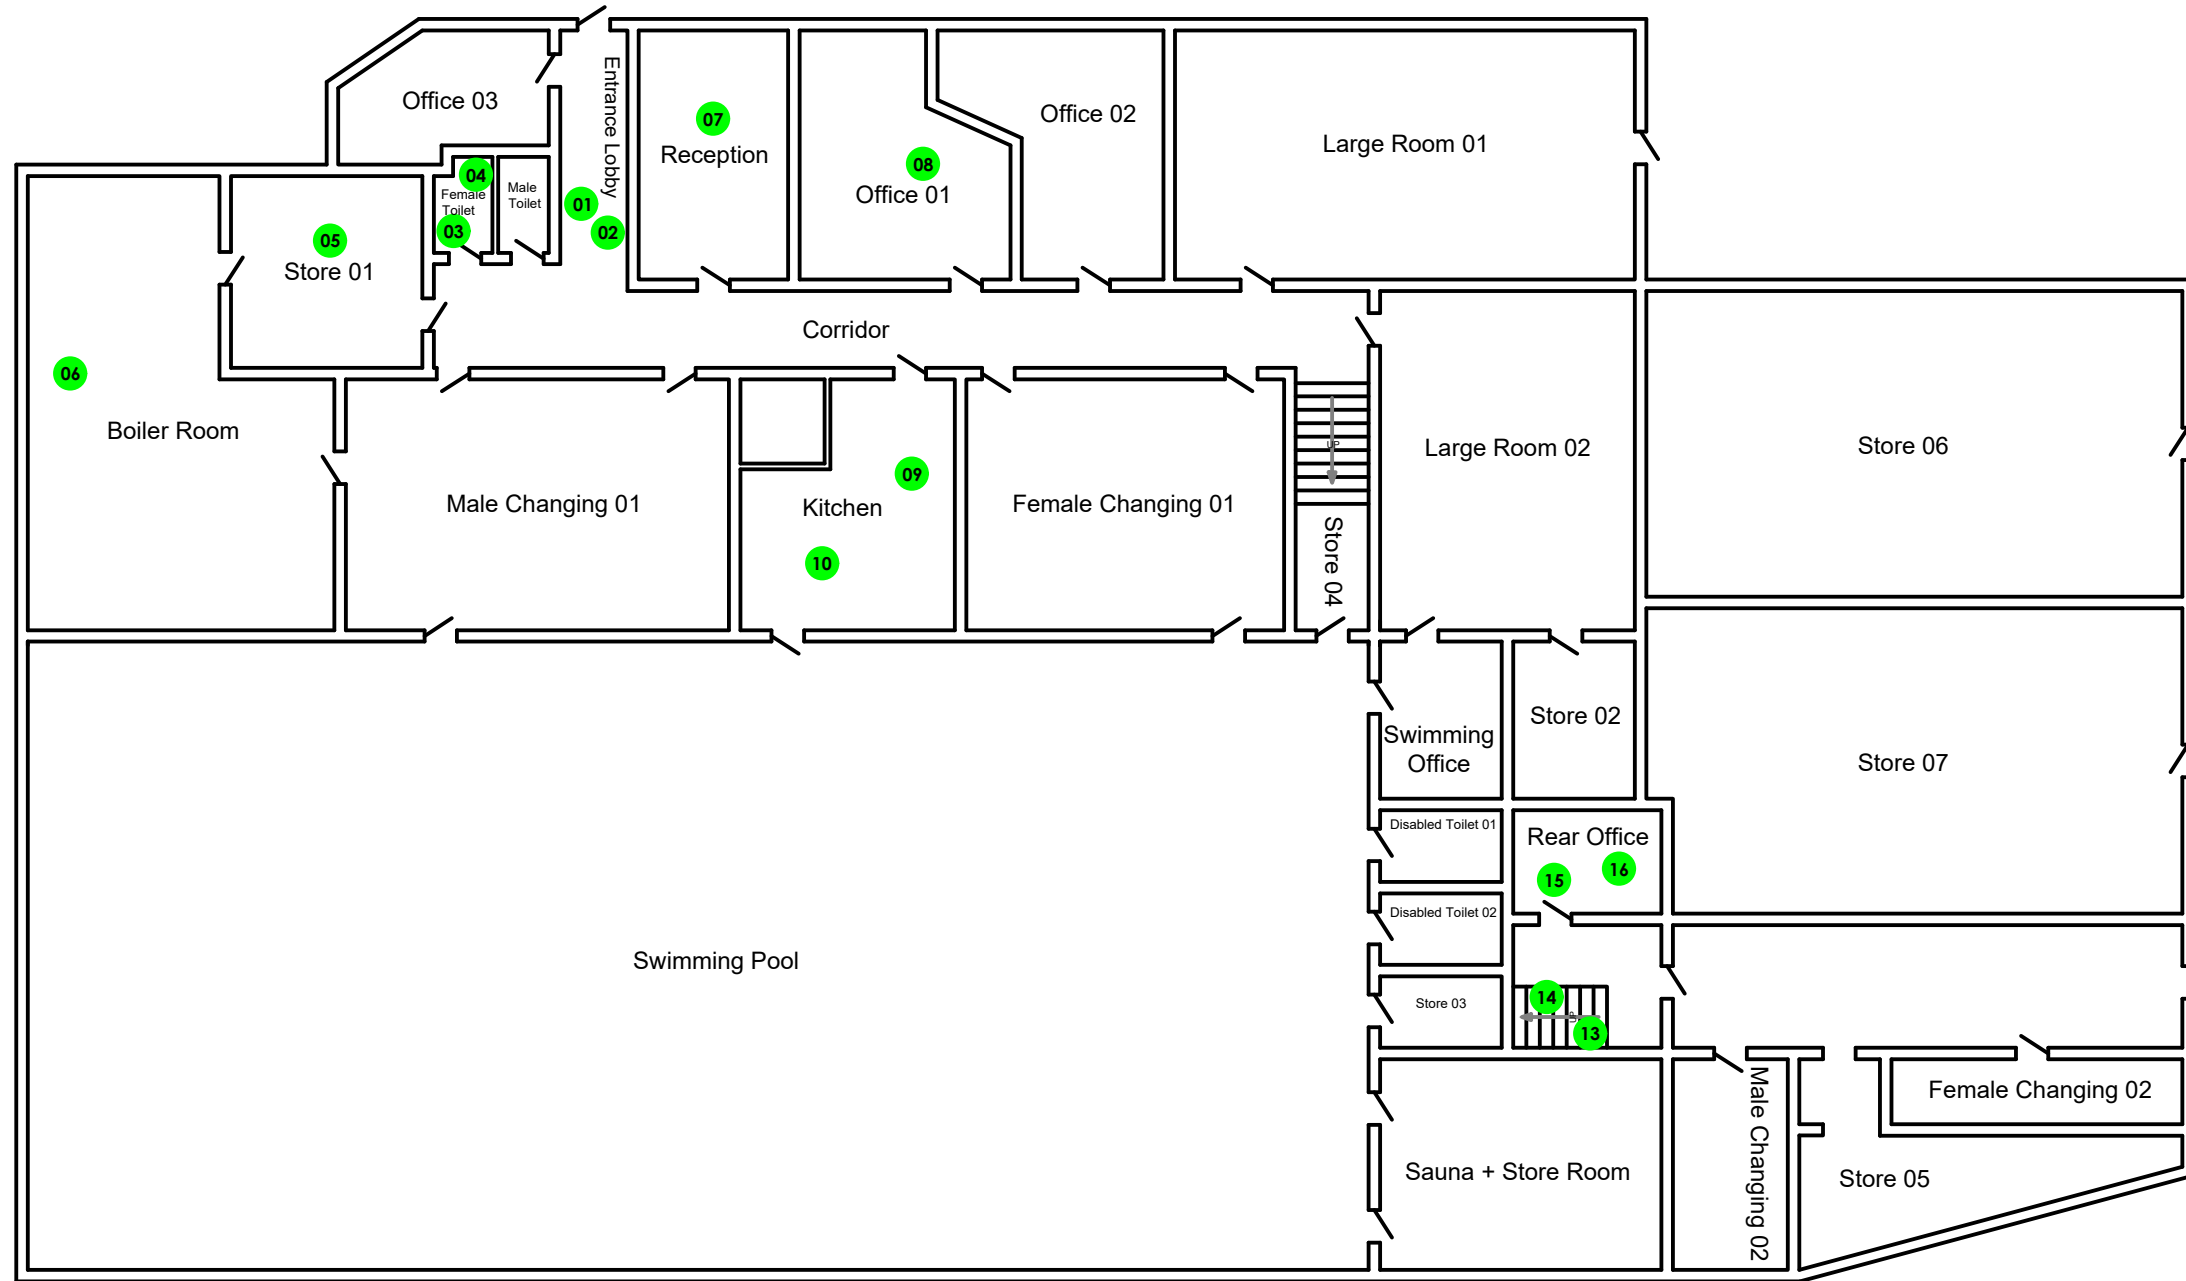 Office 03
Entrance Lobby
07
Reception
08
Office 01
Office 02
Large Room 01
04
Female
Toilet
03
Male
Toilet
01
02
05
Store 01
Corridor
06
Boiler Room
Male Changing 01
09
Kitchen
10
Female Changing 01
UP
Store 04
Large Room 02
Store 06
Swimming
Office
Store 02
Store 07
Disabled Toilet 01
Rear Office
15
16
Disabled Toilet 02
Swimming Pool
Store 03
14
UP
13
Male Changing 02
Female Changing 02
Sauna + Store Room
Store 05